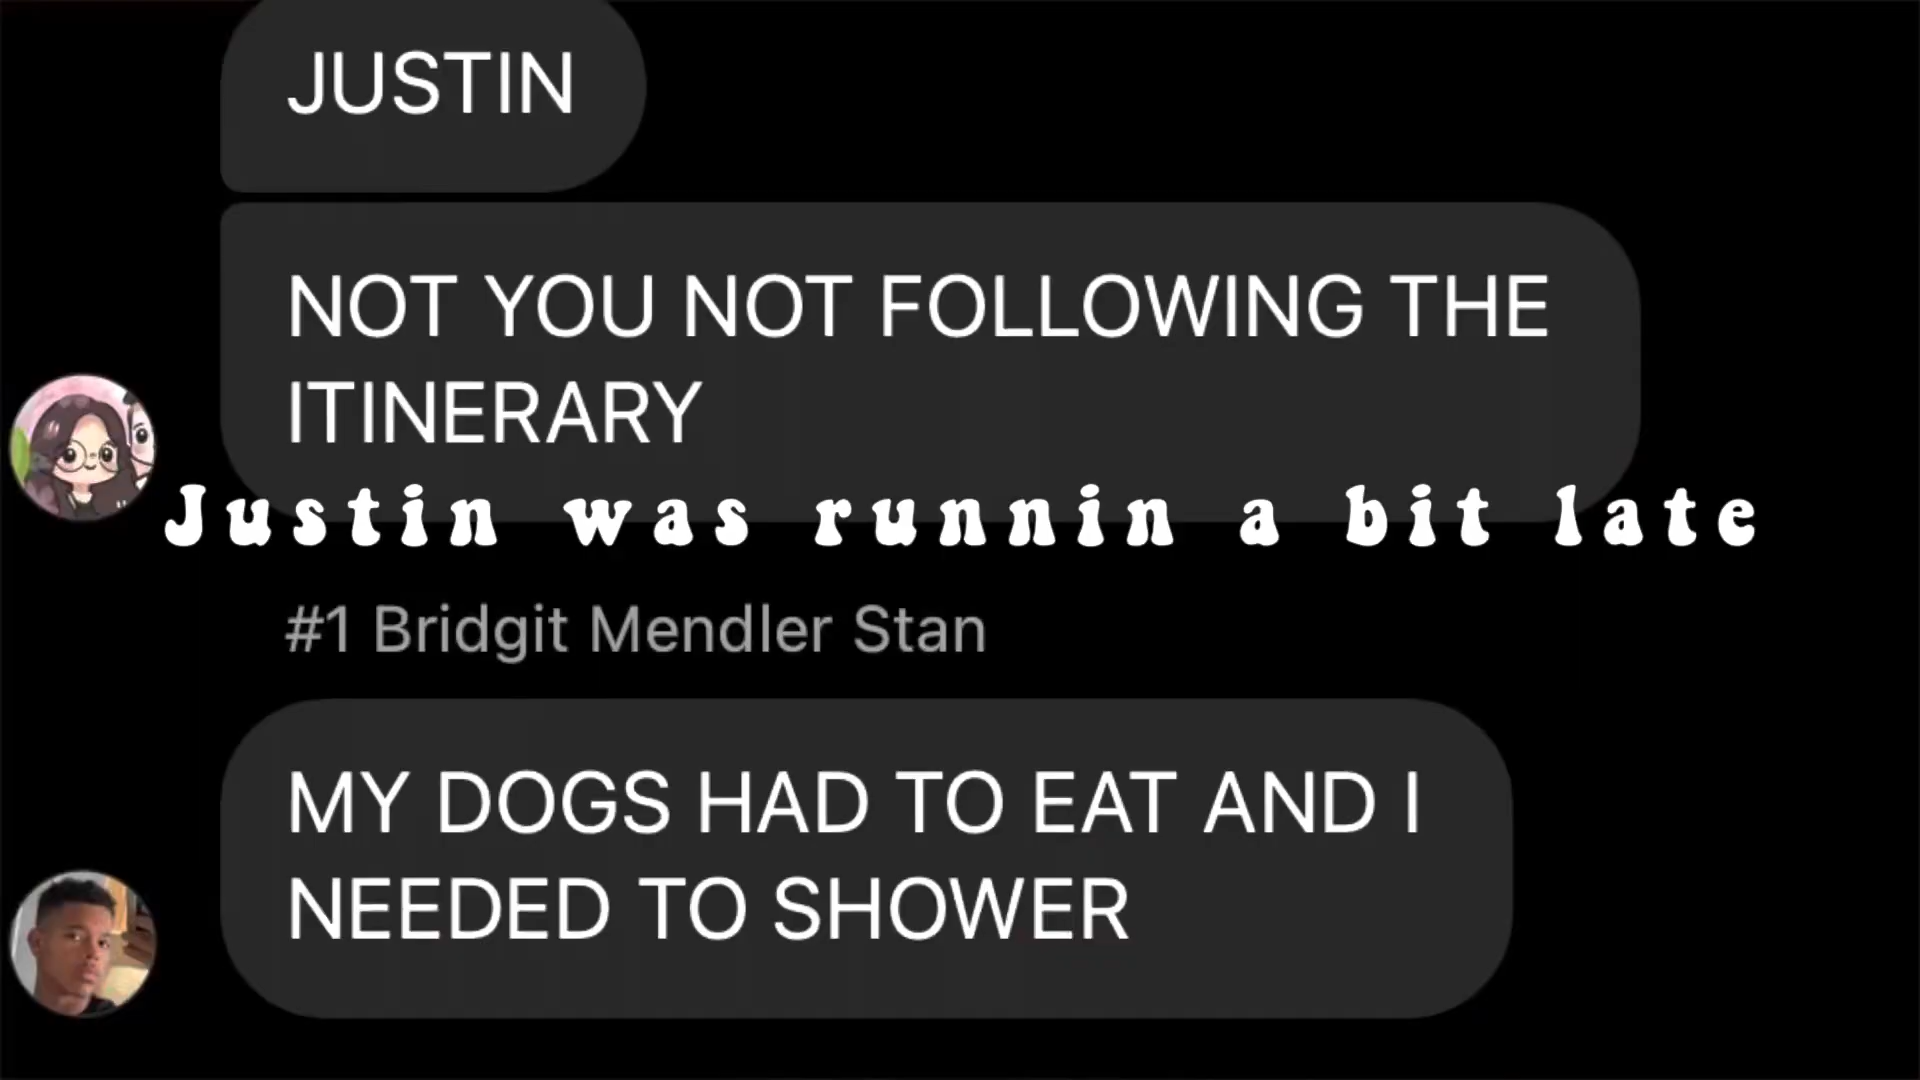 JUSTIN
NOT YOU NOT FOLLOWING THE
ITINERARY
Justin was runnin a bit late
#1 Bridgit Mendler Stan
MY DOGS HAD TO EAT AND I
NEEDED TO SHOWER